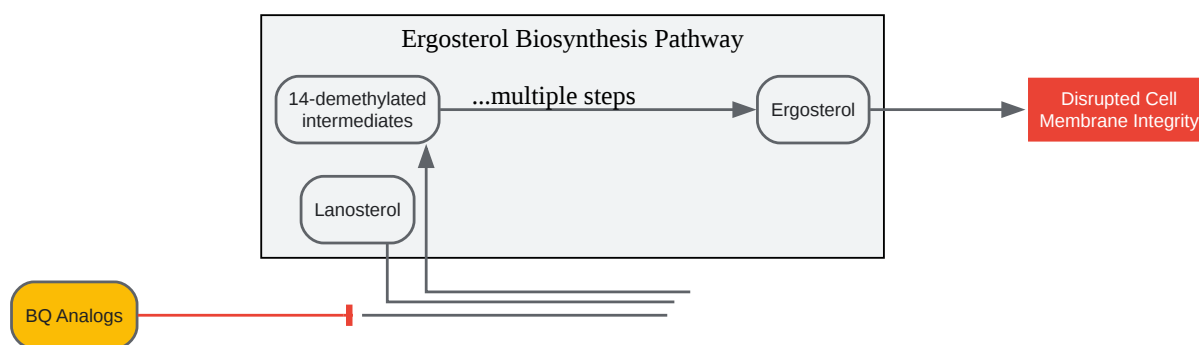 Ergosterol Biosynthesis Pathway
14-demethylated
intermediates
...multiple steps
Ergosterol
Disrupted Cell
Membrane Integrity
Lanosterol
BQ Analogs